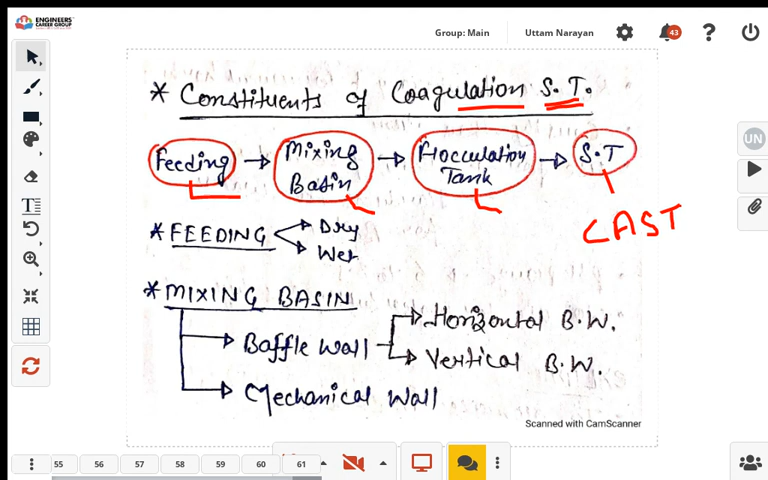 ENGINEERS
CAREER GROUP
Group: Main
Uttam Narayan
43
* Constituents of Coagulation S.T.
Feeding → Mixing Basin → Flocculation Tank → S.T
CAST
UN
* FEEDING
Dry
Wet
* MIXING BASIN
Baffle Wall
Horizontal B.W.
Vertical B.W.
Mechanical Wall
Scanned with CamScanner
55 56 57 58 59 60 61